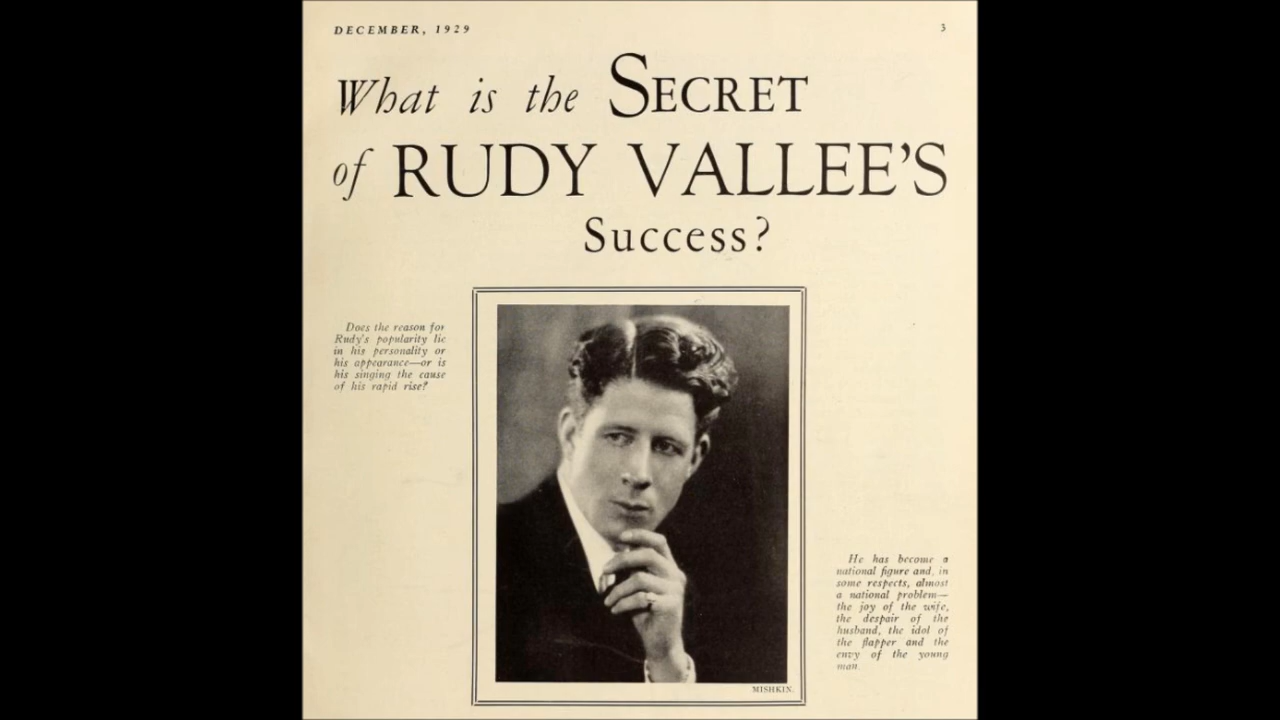 DECEMBER, 1929
3
What is the SECRET
of RUDY VALLEE'S
Success?
Does the reason for
Rudy's popularity lie
in his personality or
his appearance—or is
his singing the cause
of his rapid rise?
He has become a
national figure and, in
some respects, almost
a national problem—
the joy of the wife,
the despair of the
husband, the idol of
the flapper and the
envy of the young
man.
MISHKIN.